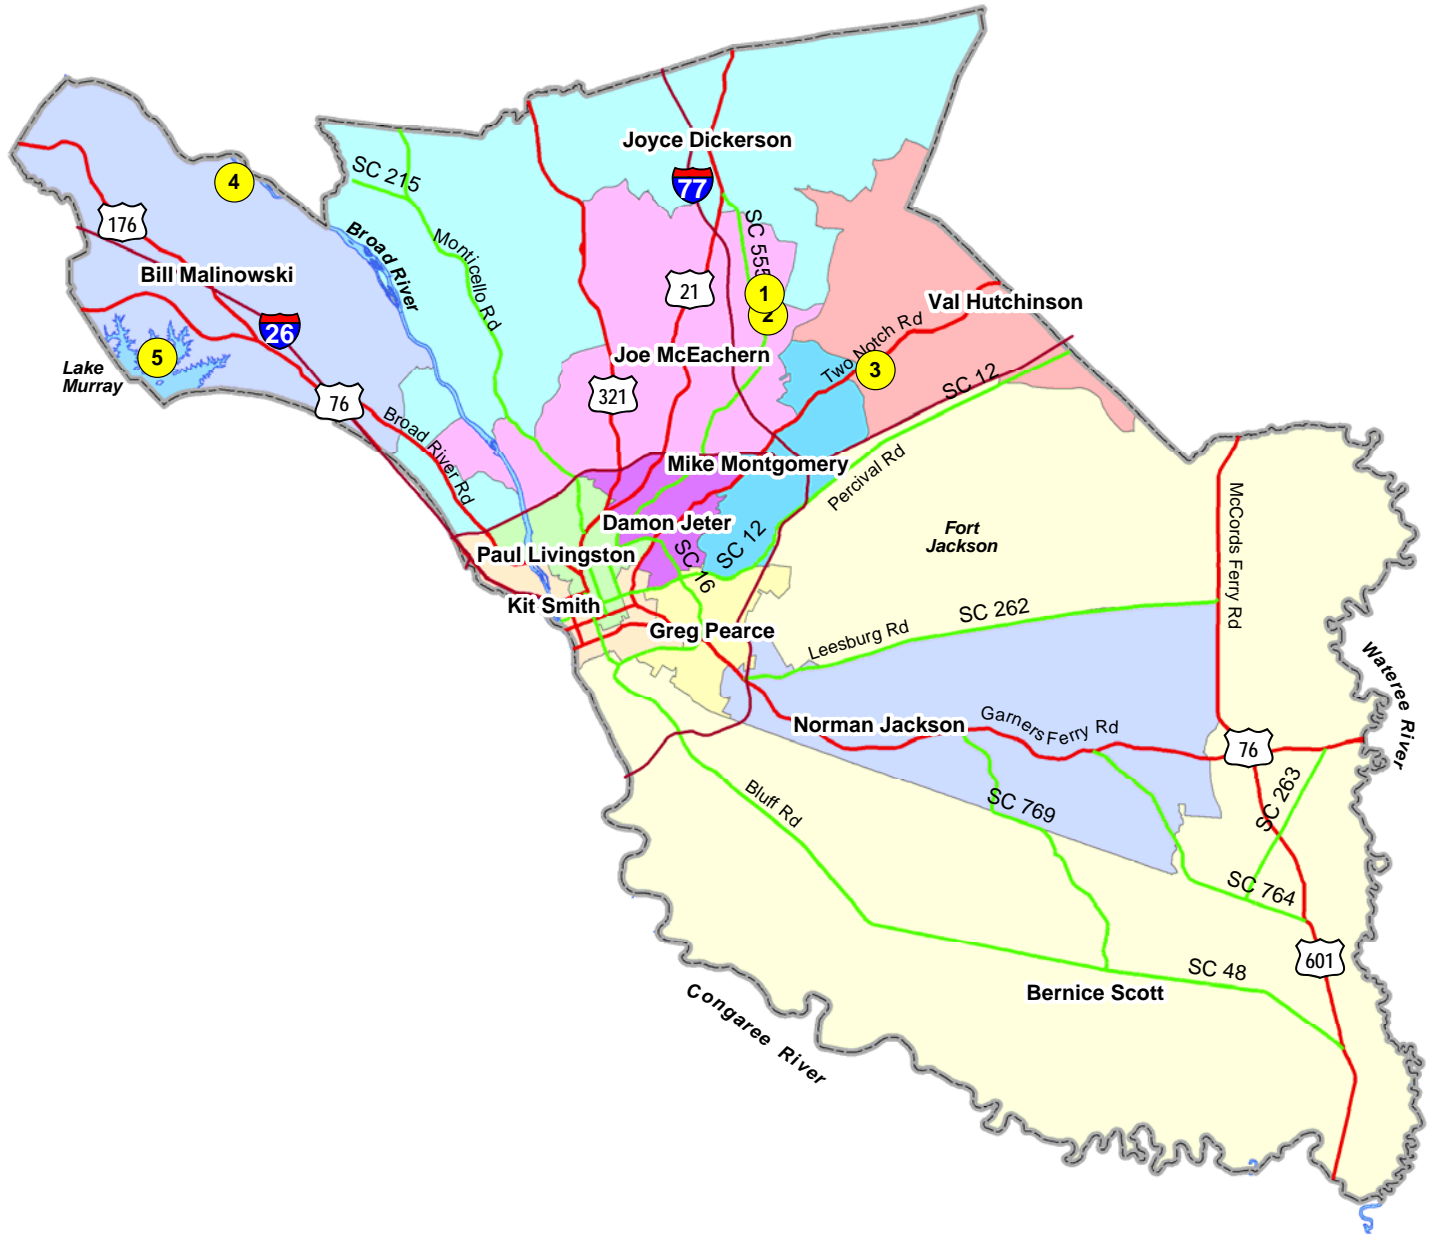 Joyce Dickerson
77
SC 215
4
176
Broad River
Monticello Rd
SC 555
Bill Malinowski
21
1
2
Val Hutchinson
26
Two Notch Rd
Joe McEachern
5
Lake
Murray
3
SC 12
321
76
Broad River Rd
Mike Montgomery
Percival Rd
McCords Ferry Rd
Damon Jeter
SC 12
Fort
Jackson
SC 16
Paul Livingston
Kit Smith
SC 262
Greg Pearce
Leesburg Rd
Wateree River
Norman Jackson
Garners Ferry Rd
76
Bluff Rd
SC 769
SC 263
SC 764
601
SC 48
Bernice Scott
Congaree River